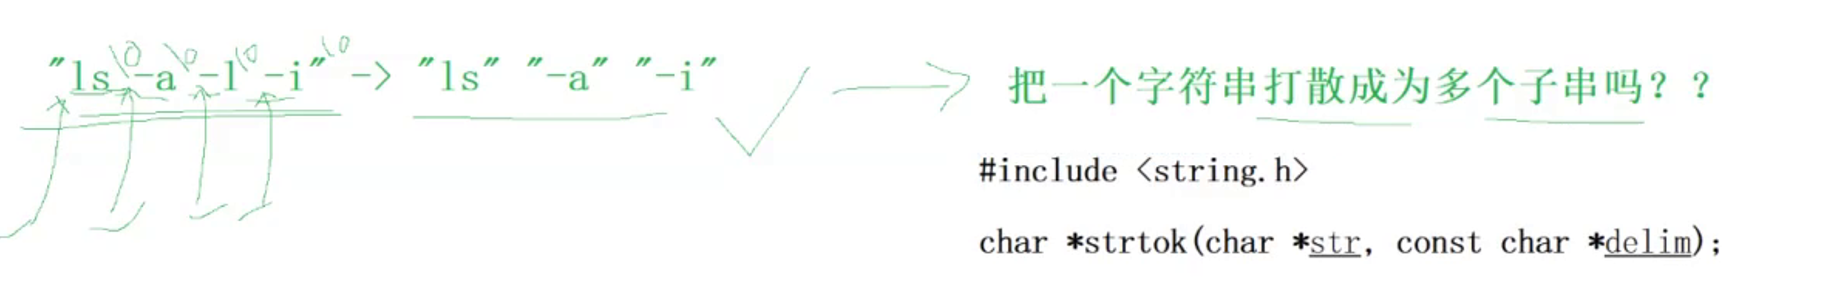 "ls -a -l -i" -> "ls" "-a" "-i"
\0 \0 \0 \0
把一个字符串打散成为多个子串吗？？
#include <string.h>
char *strtok(char *str, const char *delim);